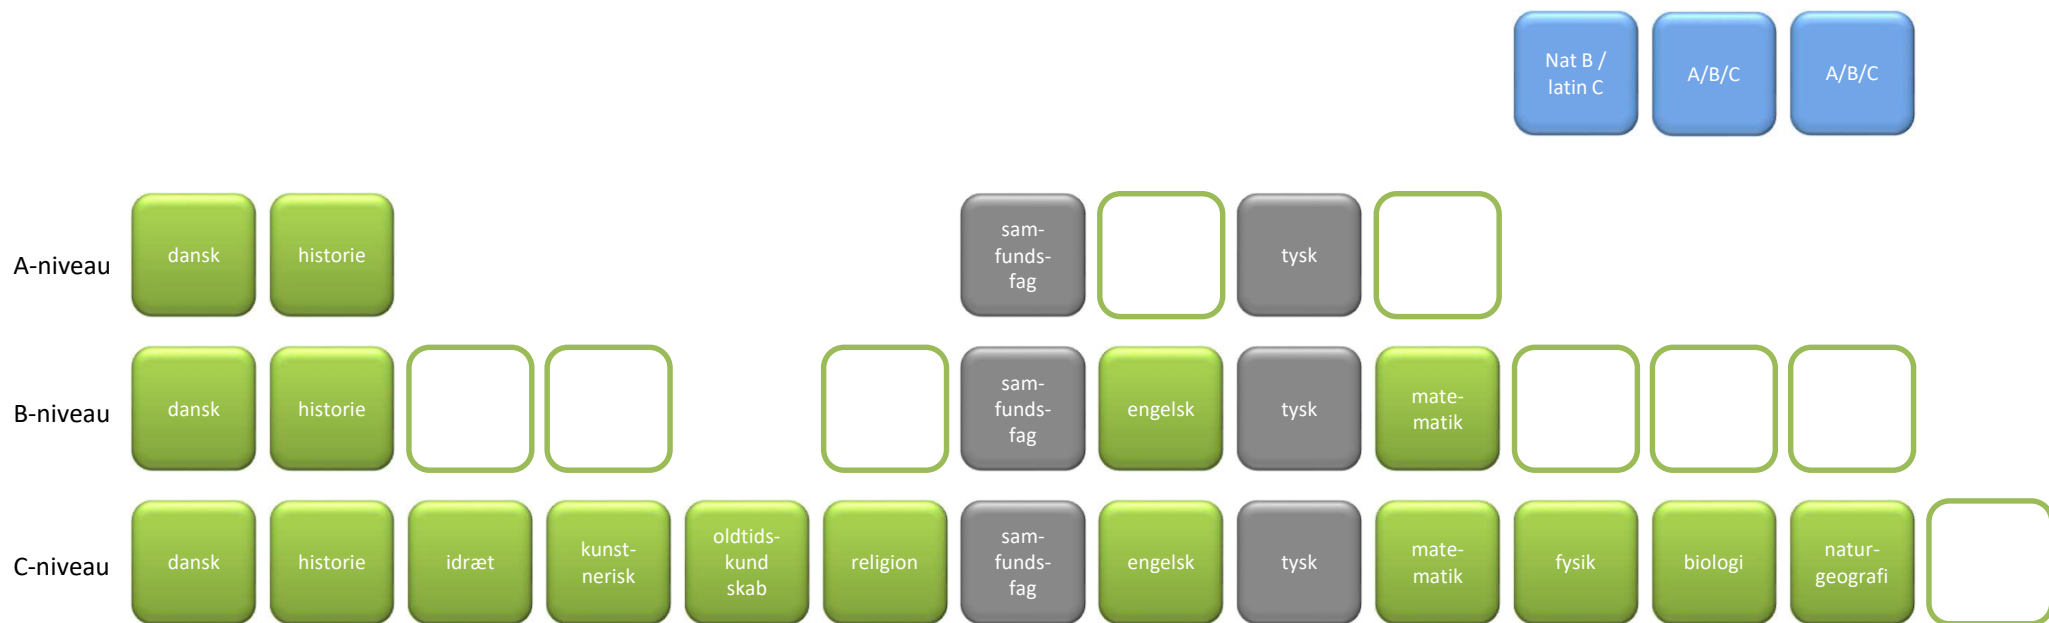 Nat B /
latin C
A/B/C
A/B/C
A-niveau
dansk
historie
sam-
funds-
fag
tysk
B-niveau
dansk
historie
sam-
funds-
fag
engelsk
tysk
mate-
matik
C-niveau
dansk
historie
idræt
kunst-
nerisk
oldtids-
kund
skab
religion
sam-
funds-
fag
engelsk
tysk
mate-
matik
fysik
biologi
natur-
geografi